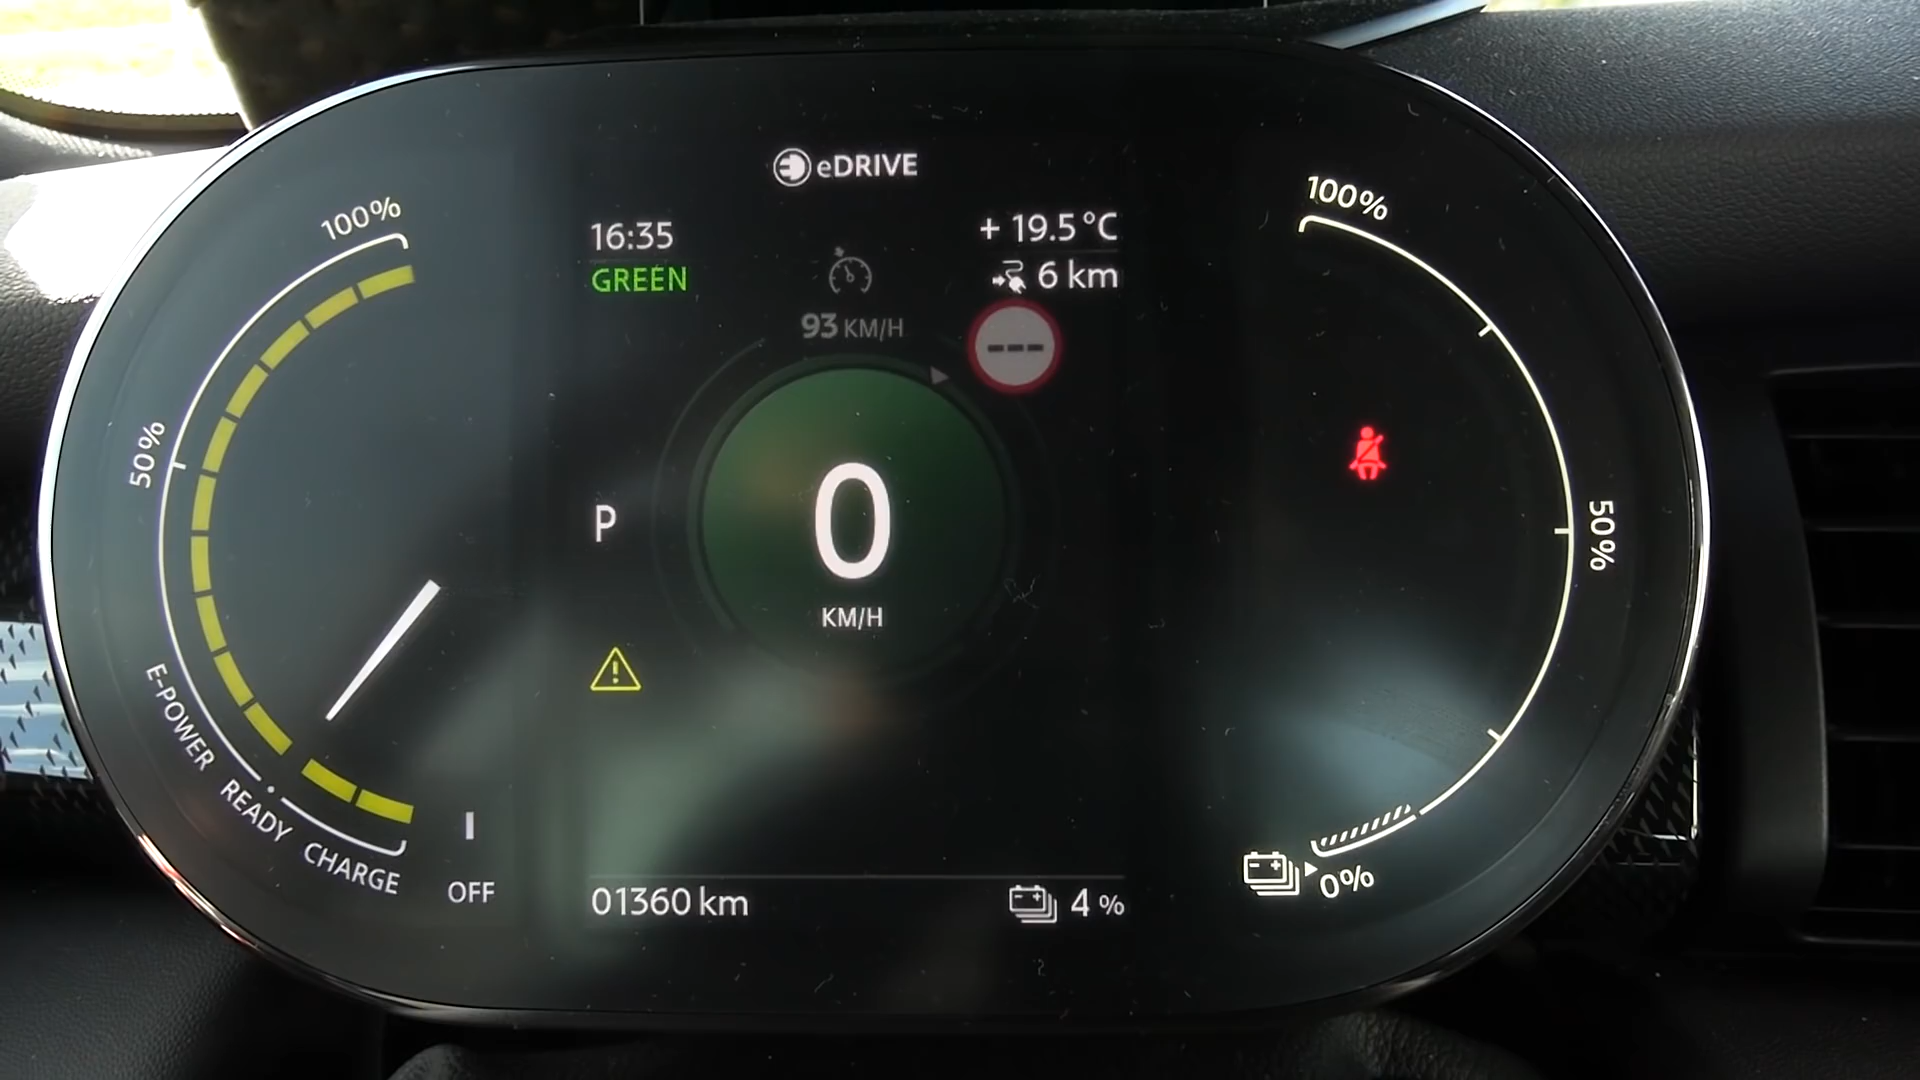 eDRIVE
16:35
GREEN
+ 19.5 °C
6 km
93 KM/H
---
100%
50%
E-POWER
READY
CHARGE
OFF
P
0
KM/H
100%
50%
0%
01360 km
4 %